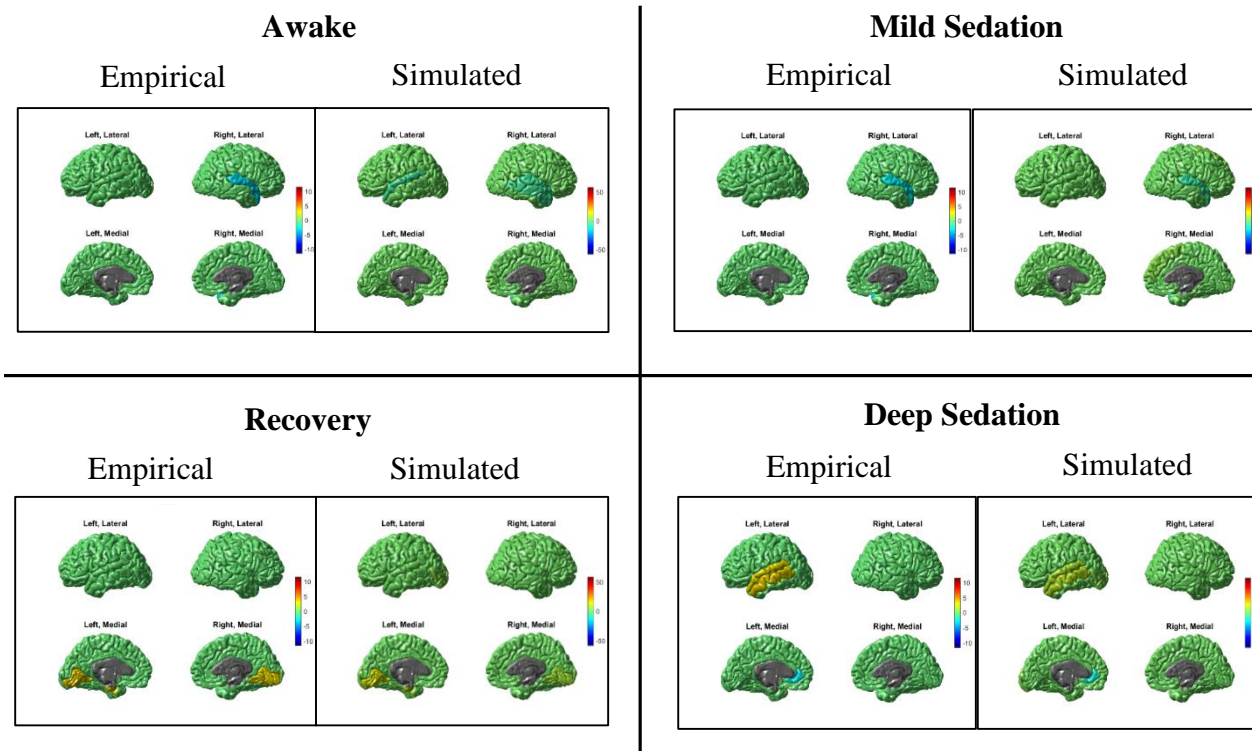 Awake
Empirical Simulated
Left, Lateral Right, Lateral Left, Lateral Right, Lateral
10
5
0
-5
-10
50
0
-50
Left, Medial Right, Medial Left, Medial Right, Medial
Mild Sedation
Empirical Simulated
Left, Lateral Right, Lateral Left, Lateral Right, Lateral
10
5
0
-5
-10
Left, Medial Right, Medial Left, Medial Right, Medial
Recovery
Empirical Simulated
Left, Lateral Right, Lateral Left, Lateral Right, Lateral
10
5
0
-5
-10
50
0
-50
Left, Medial Right, Medial Left, Medial Right, Medial
Deep Sedation
Empirical Simulated
Left, Lateral Right, Lateral Left, Lateral Right, Lateral
10
5
0
-5
-10
Left, Medial Right, Medial Left, Medial Right, Medial